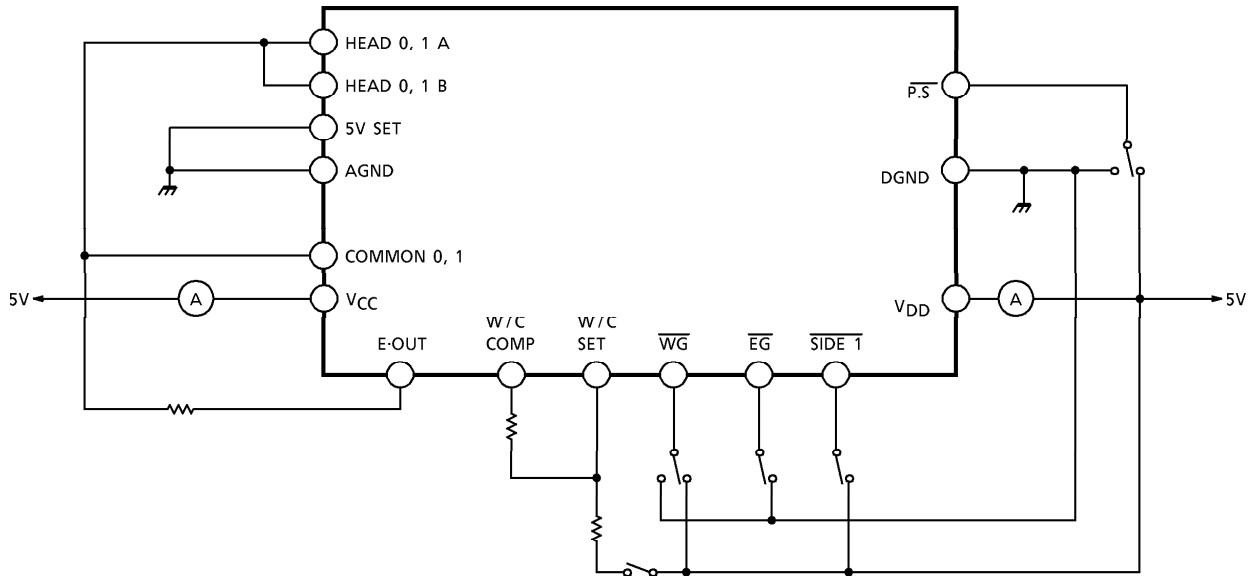 HEAD 0, 1 A
HEAD 0, 1 B
5V SET
AGND
COMMON 0, 1
5V
A
VCC
P.S
DGND
VDD
A
5V
E·OUT
W/C COMP
W/C SET
WG
EG
SIDE 1